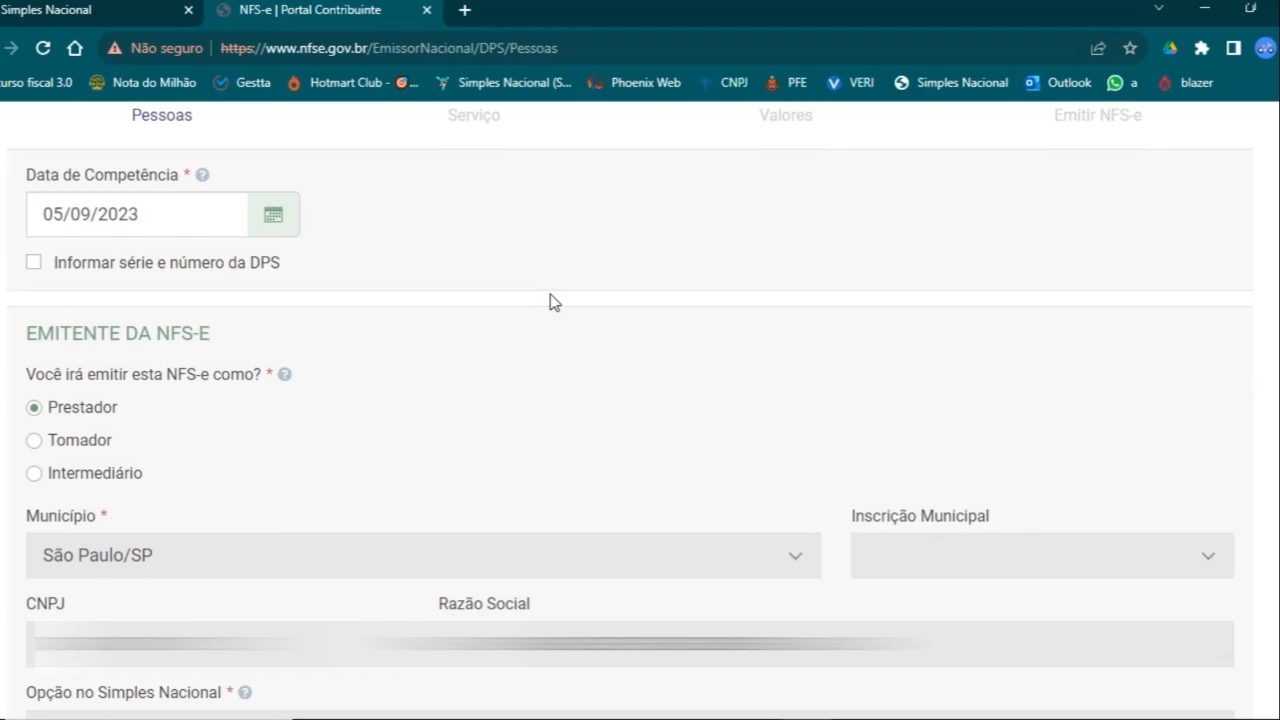 Simples Nacional
NFS-e | Portal Contribuinte
Não seguro | https://www.nfse.gov.br/EmissorNacional/DPS/Pessoas
urso fiscal 3.0 Nota do Milhão Gestta Hotmart Club - G... Simples Nacional (S... Phoenix Web CNPJ PFE VERI Simples Nacional Outlook a blazer
Pessoas Serviço Valores Emitir NFS-e
Data de Competência * ?
05/09/2023
Informar série e número da DPS
EMITENTE DA NFS-E
Você irá emitir esta NFS-e como? * ?
Prestador
Tomador
Intermediário
Município * Inscrição Municipal
São Paulo/SP
CNPJ Razão Social
Opção no Simples Nacional * ?